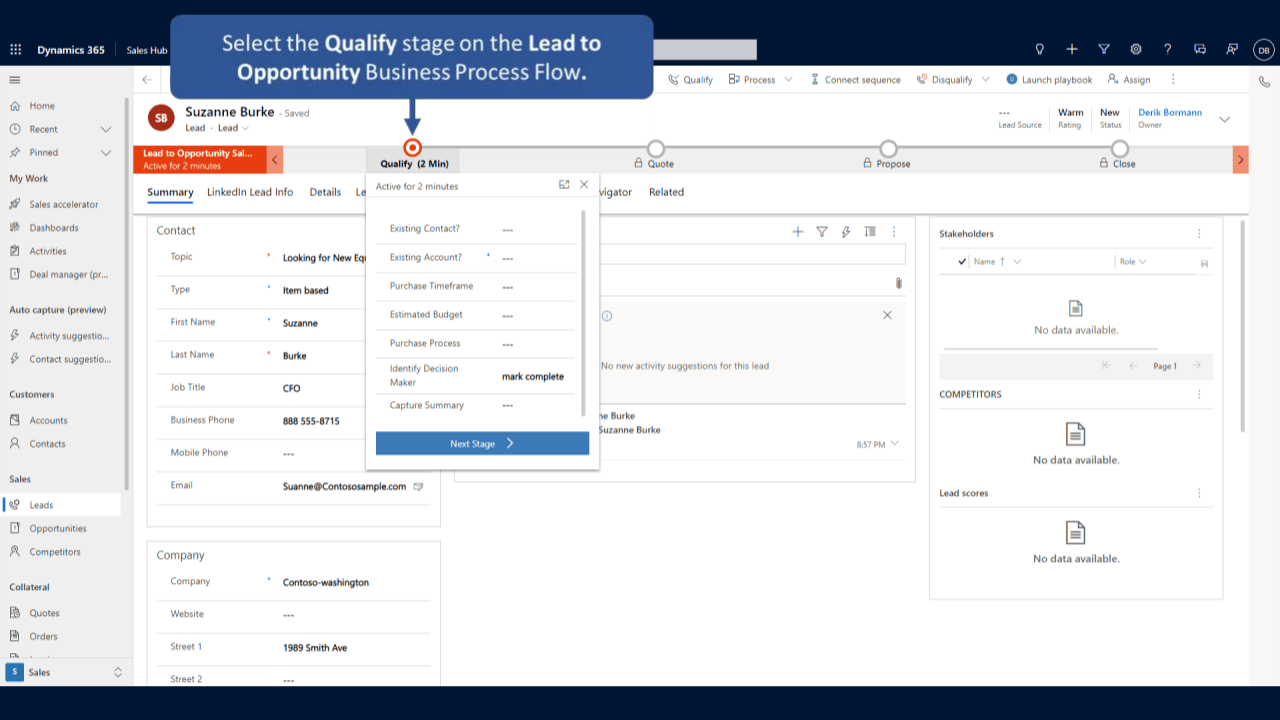 Select the Qualify stage on the Lead to
Opportunity Business Process Flow.
Dynamics 365
Sales Hub
DB
Qualify
Process
Connect sequence
Disqualify
Launch playbook
Assign
Home
Recent
Pinned
My Work
Sales accelerator
Dashboards
Activities
Deal manager (pr...
Auto capture (preview)
Activity suggestio...
Contact suggestio...
Customers
Accounts
Contacts
Sales
Leads
Opportunities
Competitors
Collateral
Quotes
Orders
S Sales
SB
Suzanne Burke - Saved
Lead · Lead
---
Lead Source
Warm
Rating
New
Status
Derik Bormann
Owner
Lead to Opportunity Sal...
Active for 2 minutes
Qualify (2 Min)
Quote
Propose
Close
Summary LinkedIn Lead Info Details Le
vigator Related
Active for 2 minutes
Existing Contact? ---
Existing Account? * ---
Purchase Timeframe ---
Estimated Budget ---
Purchase Process ---
Identify Decision
Maker
mark complete
Capture Summary ---
Next Stage
Contact
Topic * Looking for New Equ
Type * Item based
First Name * Suzanne
Last Name * Burke
Job Title CFO
Business Phone 888 555-8715
Mobile Phone ---
Email Suanne@Contososample.com
Company
Company * Contoso-washington
Website ---
Street 1 1989 Smith Ave
Street 2 ---
No new activity suggestions for this lead
ne Burke
Suzanne Burke
8:57 PM
Stakeholders
Name ↑ Role
No data available.
Page 1
COMPETITORS
No data available.
Lead scores
No data available.